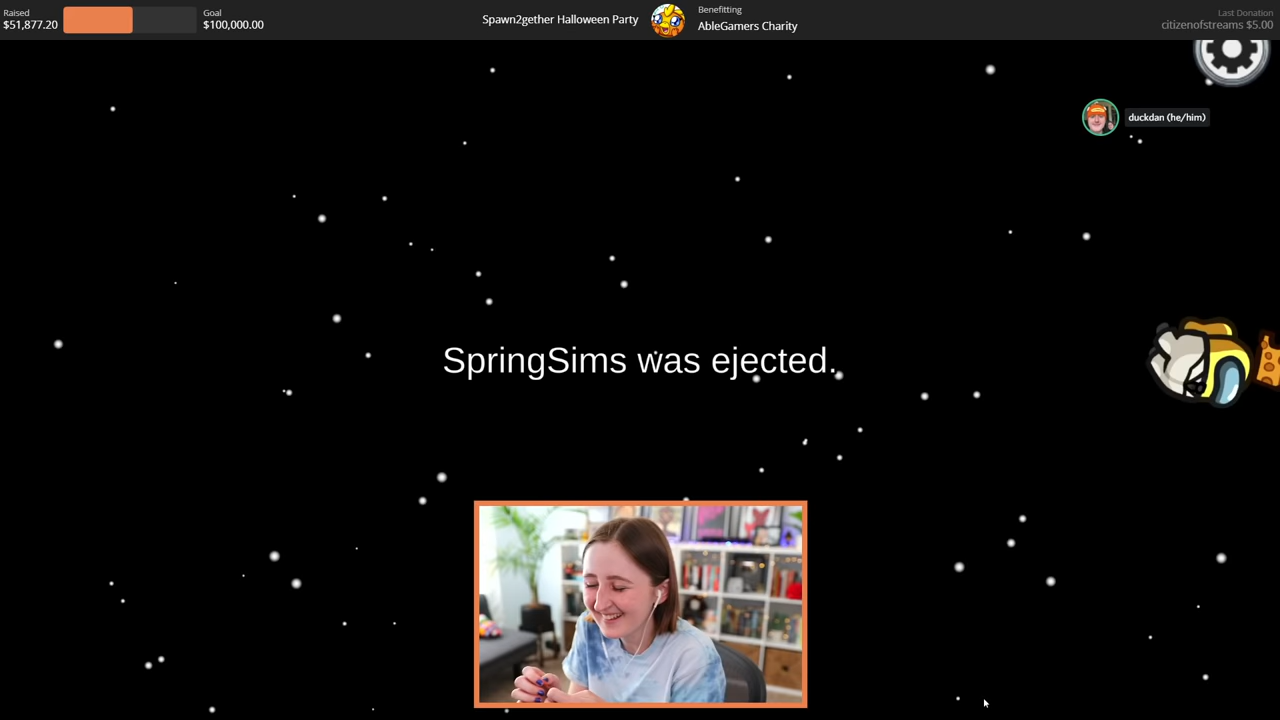 Raised
$51,877.20
Goal
$100,000.00
Spawn2gether Halloween Party
Benefitting
AbleGamers Charity
Last Donation
citizenofstreams $5.00
duckdan (he/him)
SpringSims was ejected.